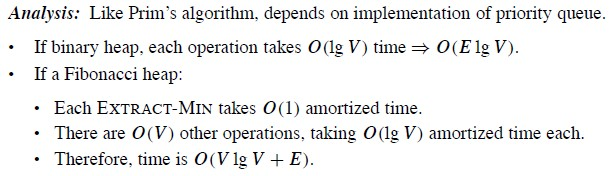 Analysis: Like Prim's algorithm, depends on implementation of priority queue.
• If binary heap, each operation takes O(lg V) time ⇒ O(E lg V).
• If a Fibonacci heap:
• Each EXTRACT-MIN takes O(1) amortized time.
• There are O(V) other operations, taking O(lg V) amortized time each.
• Therefore, time is O(V lg V + E).